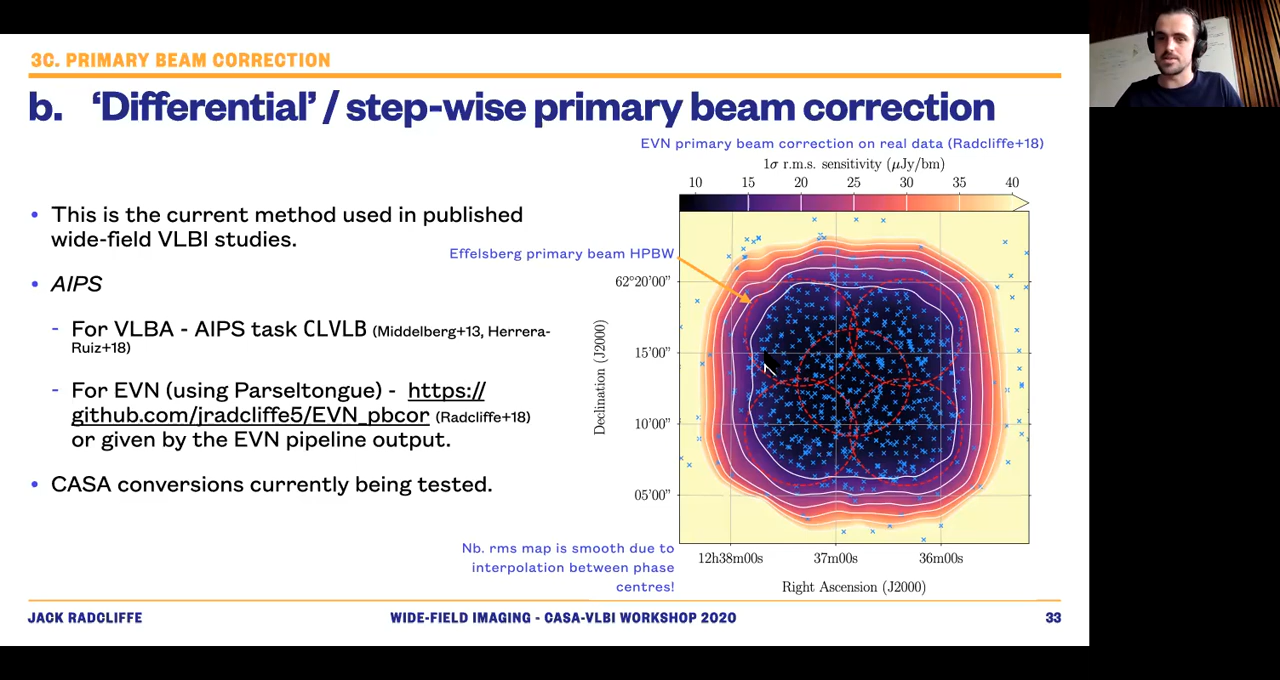 3C. PRIMARY BEAM CORRECTION
b. ‘Differential’ / step-wise primary beam correction
EVN primary beam correction on real data (Radcliffe+18)
1σ r.m.s. sensitivity (μJy/bm)
10 15 20 25 30 35 40
• This is the current method used in published
wide-field VLBI studies.
• AIPS
- For VLBA - AIPS task CLVLB (Middelberg+13, Herrera-
Ruiz+18)
- For EVN (using Parseltongue) - https://
github.com/jradcliffe5/EVN_pbcor (Radcliffe+18)
or given by the EVN pipeline output.
• CASA conversions currently being tested.
Effelsberg primary beam HPBW
62°20'00"
15'00"
10'00"
05'00"
Declination (J2000)
12h38m00s 37m00s 36m00s
Right Ascension (J2000)
Nb. rms map is smooth due to
interpolation between phase
centres!
JACK RADCLIFFE
WIDE-FIELD IMAGING - CASA-VLBI WORKSHOP 2020
33